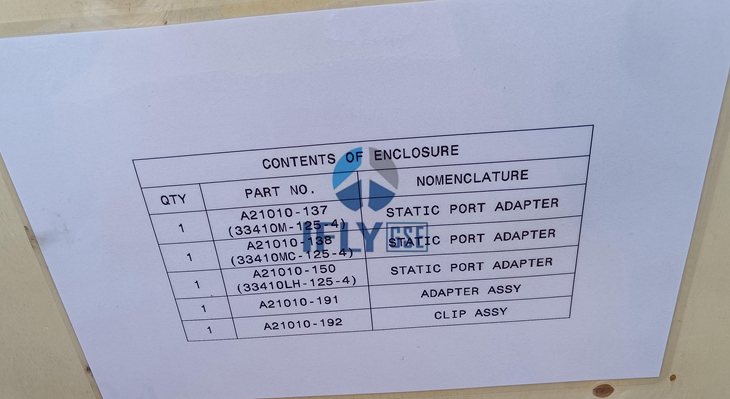 CONTENTS OF ENCLOSURE
QTY PART NO. NOMENCLATURE
1 A21010-137 (33410M-125-4) STATIC PORT ADAPTER
1 A21010-138 (33410MC-125-4) STATIC PORT ADAPTER
1 A21010-150 (33410LH-125-4) STATIC PORT ADAPTER
1 A21010-191 ADAPTER ASSY
1 A21010-192 CLIP ASSY
IFLY GSE